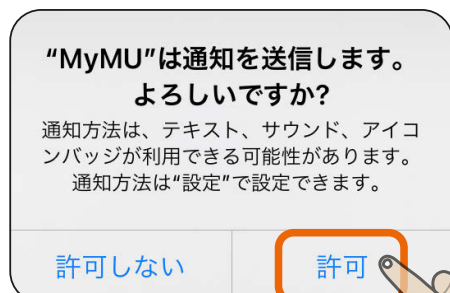 “MyMU”は通知を送信します。
よろしいですか?
通知方法は、テキスト、サウンド、アイコ
ンバッジが利用できる可能性があります。
通知方法は“設定”で設定できます。
許可しない
許可